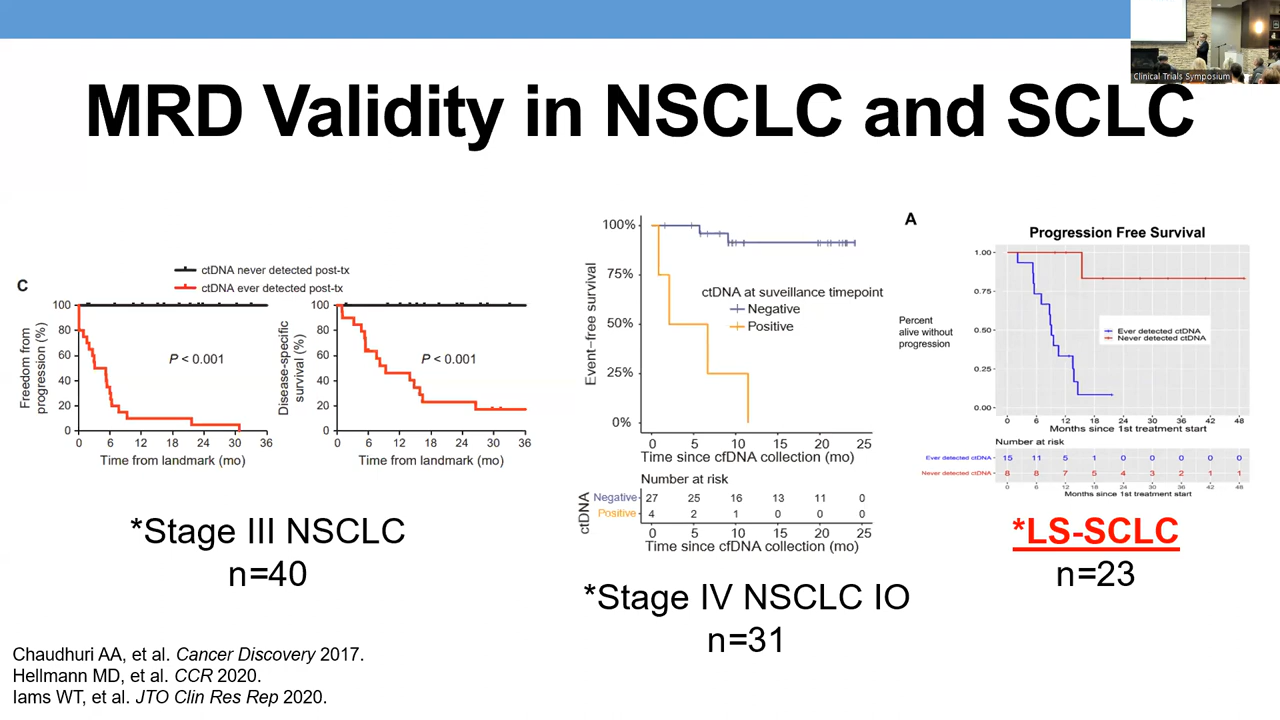 Clinical Trials Symposium
MRD Validity in NSCLC and SCLC
C
ctDNA never detected post-tx
ctDNA ever detected post-tx
Freedom from
progression (%)
100
80
60
40
20
0
P < 0.001
0 6 12 18 24 30 36
Time from landmark (mo)
Disease-specific
survival (%)
100
80
60
40
20
0
P < 0.001
0 6 12 18 24 30 36
Time from landmark (mo)
*Stage III NSCLC
n=40
Event-free survival
100%
75%
50%
25%
0%
ctDNA at suveillance timepoint
Negative
Positive
0 5 10 15 20 25
Time since cfDNA collection (mo)
Number at risk
ctDNA
Negative 27 25 16 13 11 0
Positive 4 2 1 0 0 0
0 5 10 15 20 25
Time since cfDNA collection (mo)
*Stage IV NSCLC IO
n=31
A
Progression Free Survival
Percent
alive without
progression
1.00
0.75
0.50
0.25
0.00
Ever detected ctDNA
Never detected ctDNA
0 6 12 18 24 30 36 42 48
Months since 1st treatment start
Number at risk
Ever detected ctDNA 15 11 5 1 0 0 0 0 0
Never detected ctDNA 8 8 7 5 4 3 2 1 1
0 6 12 18 24 30 36 42 48
Months since 1st treatment start
*LS-SCLC
n=23
Chaudhuri AA, et al. Cancer Discovery 2017.
Hellmann MD, et al. CCR 2020.
Iams WT, et al. JTO Clin Res Rep 2020.